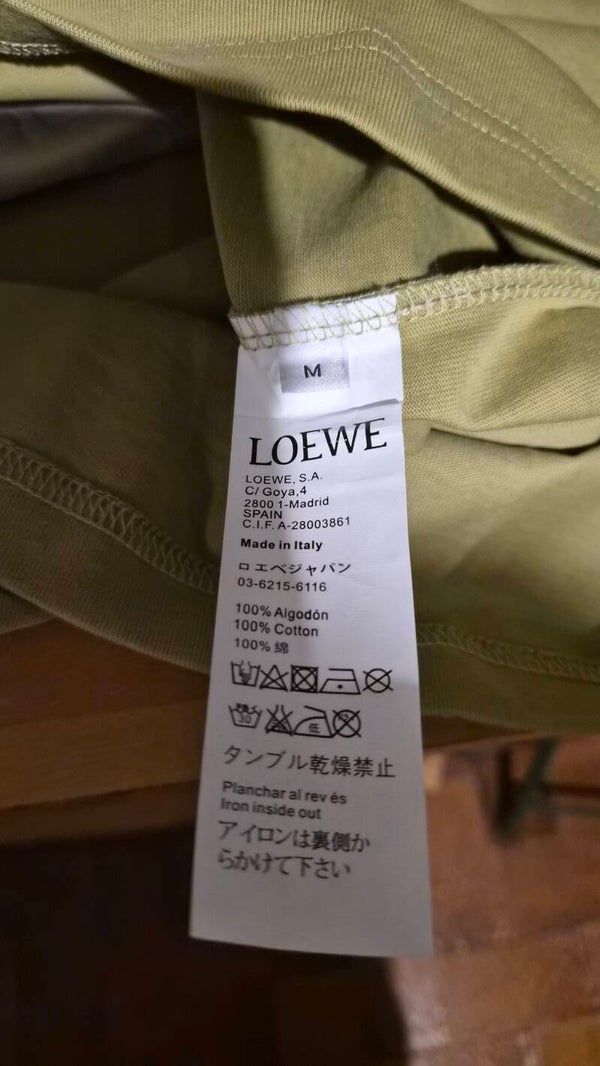 M
LOEWE
LOEWE, S.A.
C/ Goya,4
2800 1-Madrid
SPAIN
C.I.F. A-28003861
Made in Italy
ロエベジャパン
03-6215-6116
100% Algodón
100% Cotton
100% 綿
30
タンブル乾燥禁止
Planchar al rev és
Iron inside out
アイロンは裏側か
らかけて下さい